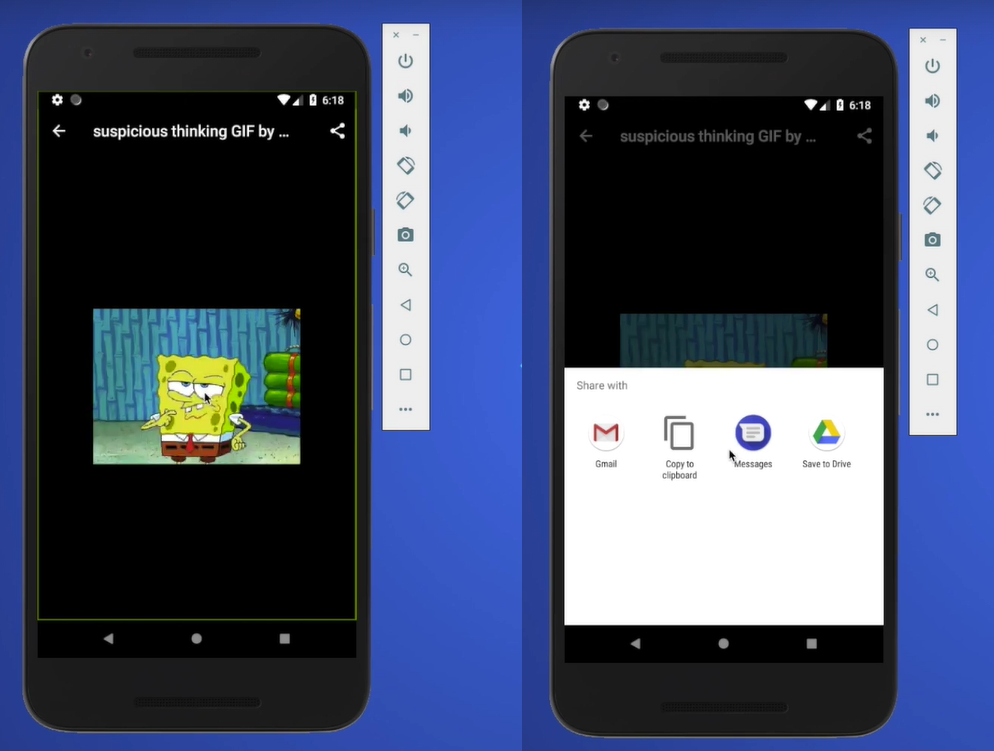 6:18
suspicious thinking GIF by ...
6:18
suspicious thinking GIF by ...
Share with
Gmail
Copy to
clipboard
Messages
Save to Drive